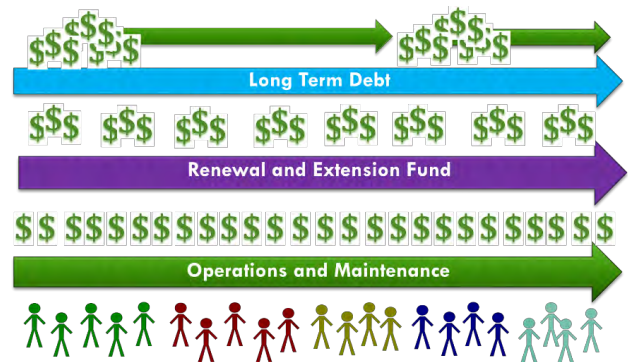 Long Term Debt
Renewal and Extension Fund
$ $ $ $ $ $ $ $ $ $ $ $ $ $ $ $ $ $ $ $ $ $ $ $ $ $
Operations and Maintenance